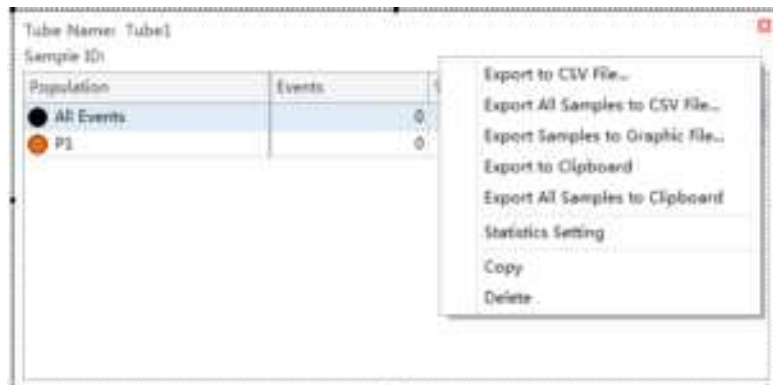 Tube Name: Tube1
Sample ID:
Population Events
All Events 0
P1 0
Export to CSV File...
Export All Samples to CSV File...
Export Samples to Graphic File...
Export to Clipboard
Export All Samples to Clipboard
Statistics Setting
Copy
Delete